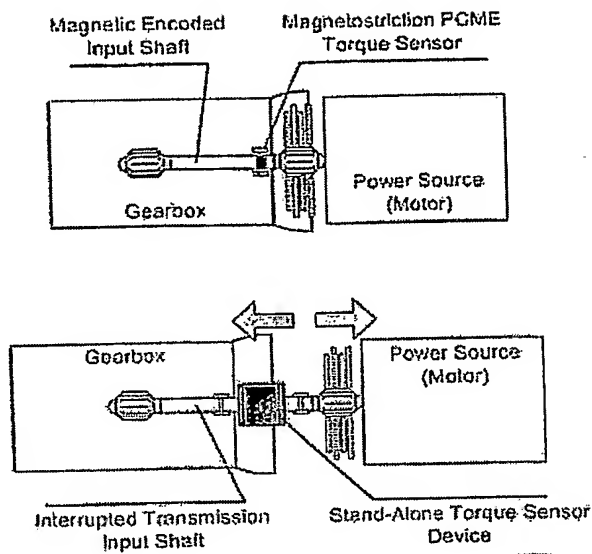 Magnetic Encoded
Input Shaft
Magnetostriction PCME
Torque Sensor
Gearbox
Power Source
(Motor)
Gearbox
Power Source
(Motor)
Interrupted Transmission
Input Shaft
Stand-Alone Torque Sensor
Device